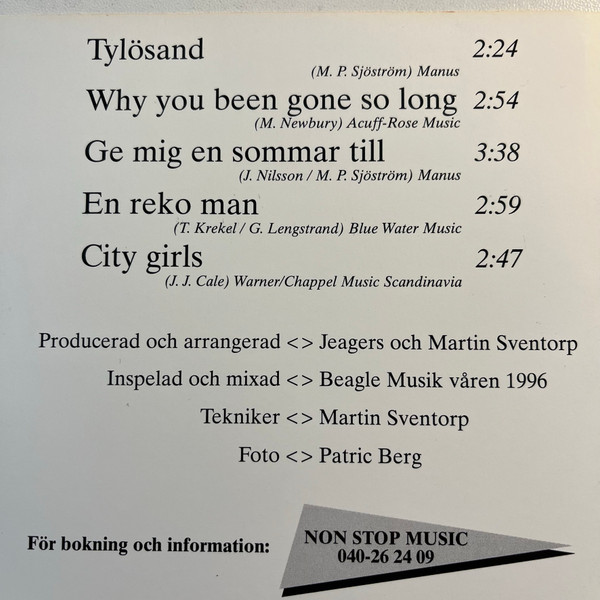 Tylösand 2:24
(M. P. Sjöström) Manus
Why you been gone so long 2:54
(M. Newbury) Acuff-Rose Music
Ge mig en sommar till 3:38
(J. Nilsson / M. P. Sjöström) Manus
En reko man 2:59
(T. Krekel / G. Lengstrand) Blue Water Music
City girls 2:47
(J. J. Cale) Warner/Chappel Music Scandinavia
Producerad och arrangerad <> Jeagers och Martin Sventorp
Inspelad och mixad <> Beagle Musik våren 1996
Tekniker <> Martin Sventorp
Foto <> Patric Berg
För bokning och information: NON STOP MUSIC
040-26 24 09